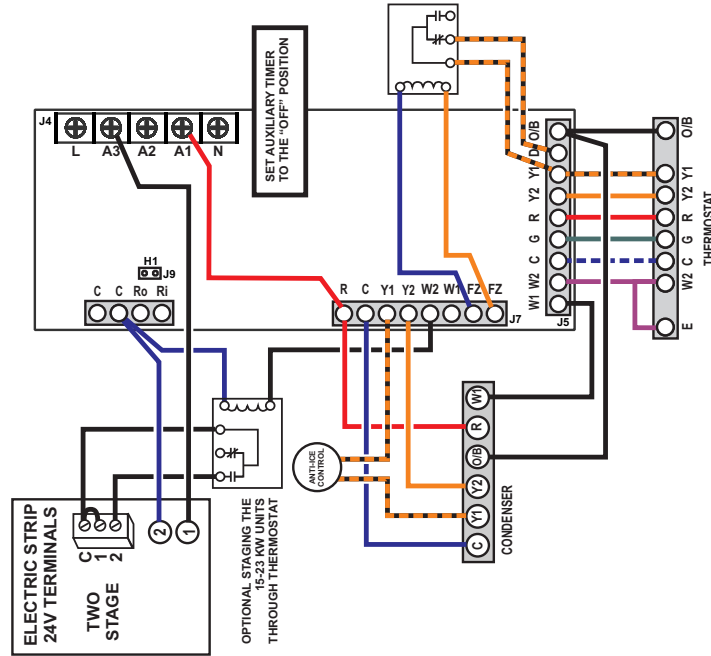 J4
L
A3
A2
A1
N
SET AUXILIARY TIMER
TO THE "OFF" POSITION
H1
J9
C
C
Ro
Ri
R
C
Y1
Y2
W2
W1
FZ
FZ
J7
O/B
D
Y1
Y2
R
G
C
W2
W1
J5
O/B
Y1
Y2
R
G
C
W2
E
THERMOSTAT
ELECTRIC STRIP
24V TERMINALS
TWO
STAGE
C
1
2
2
1
OPTIONAL STAGING THE
15-23 KW UNITS
THROUGH THERMOSTAT
ANTI-ICE
CONTROL
W1
R
O/B
Y2
Y1
C
CONDENSER